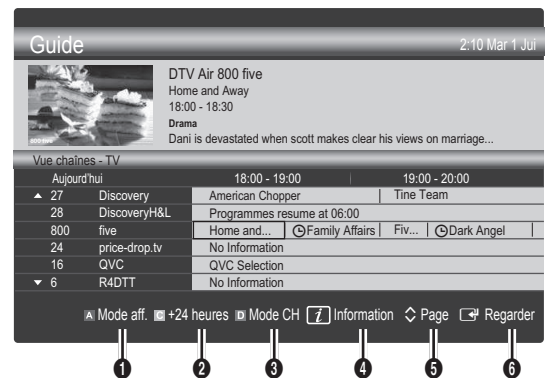 Guide 2:10 Mar 1 Jui
DTV Air 800 five
Home and Away
18:00 - 18:30
Drama
Dani is devastated when scott makes clear his views on marriage...
800 five
Vue chaînes - TV
Aujourd'hui 18:00 - 19:00 19:00 - 20:00
▲ 27 Discovery American Chopper Tine Team
28 DiscoveryH&L Programmes resume at 06:00
800 five Home and... Family Affairs Fiv... Dark Angel
24 price-drop.tv No Information
16 QVC QVC Selection
▼ 6 R4DTT No Information
A Mode aff. C +24 heures D Mode CH i Information Page Regarder
1 2 3 4 5 6